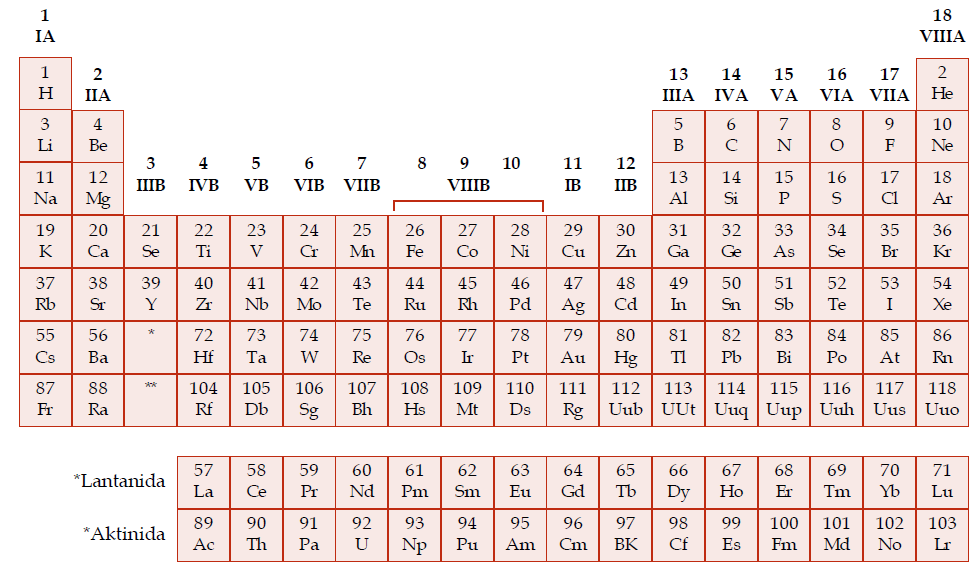 1 18
IA VIIIA
1 2 13 14 15 16 17 2
H IIA IIIA IVA VA VIA VIIA He
3 4 5 6 7 8 9 10
Li Be B C N O F Ne
3 4 5 6 7 8 9 10 11 12
IIIB IVB VB VIB VIIB VIIIB IB IIB
11 12 13 14 15 16 17 18
Na Mg Al Si P S Cl Ar
19 20 21 22 23 24 25 26 27 28 29 30 31 32 33 34 35 36
K Ca Se Ti V Cr Mn Fe Co Ni Cu Zn Ga Ge As Se Br Kr
37 38 39 40 41 42 43 44 45 46 47 48 49 50 51 52 53 54
Rb Sr Y Zr Nb Mo Te Ru Rh Pd Ag Cd In Sn Sb Te I Xe
55 56 * 72 73 74 75 76 77 78 79 80 81 82 83 84 85 86
Cs Ba Hf Ta W Re Os Ir Pt Au Hg Tl Pb Bi Po At Rn
87 88 ** 104 105 106 107 108 109 110 111 112 113 114 115 116 117 118
Fr Ra Rf Db Sg Bh Hs Mt Ds Rg Uub UUt Uuq Uup Uuh Uus Uuo
*Lantanida
57 58 59 60 61 62 63 64 65 66 67 68 69 70 71
La Ce Pr Nd Pm Sm Eu Gd Tb Dy Ho Er Tm Yb Lu
*Aktinida
89 90 91 92 93 94 95 96 97 98 99 100 101 102 103
Ac Th Pa U Np Pu Am Cm BK Cf Es Fm Md No Lr